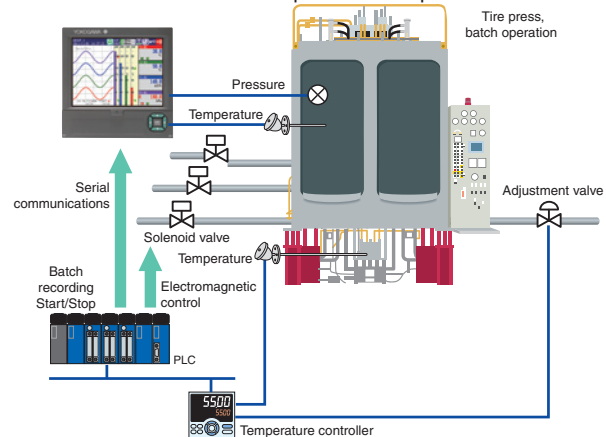 Tire press,
batch operation
YOKOGAWA
Pressure
Temperature
Serial
communications
Adjustment valve
Solenoid valve
Temperature
Batch
recording
Start/Stop
Electromagnetic
control
PLC
5500
5500
Temperature controller